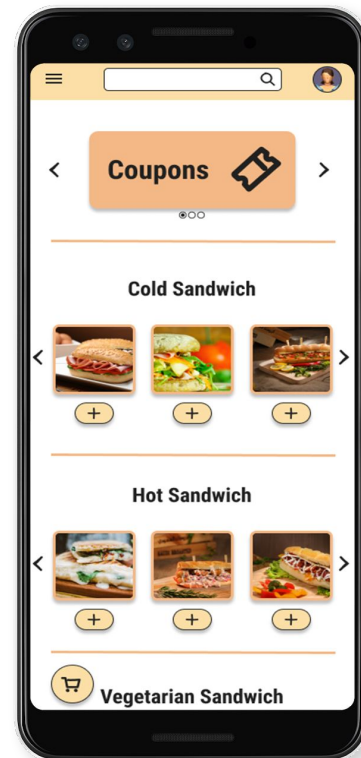 Coupons
Cold Sandwich
+ + +
Hot Sandwich
+ + +
Vegetarian Sandwich